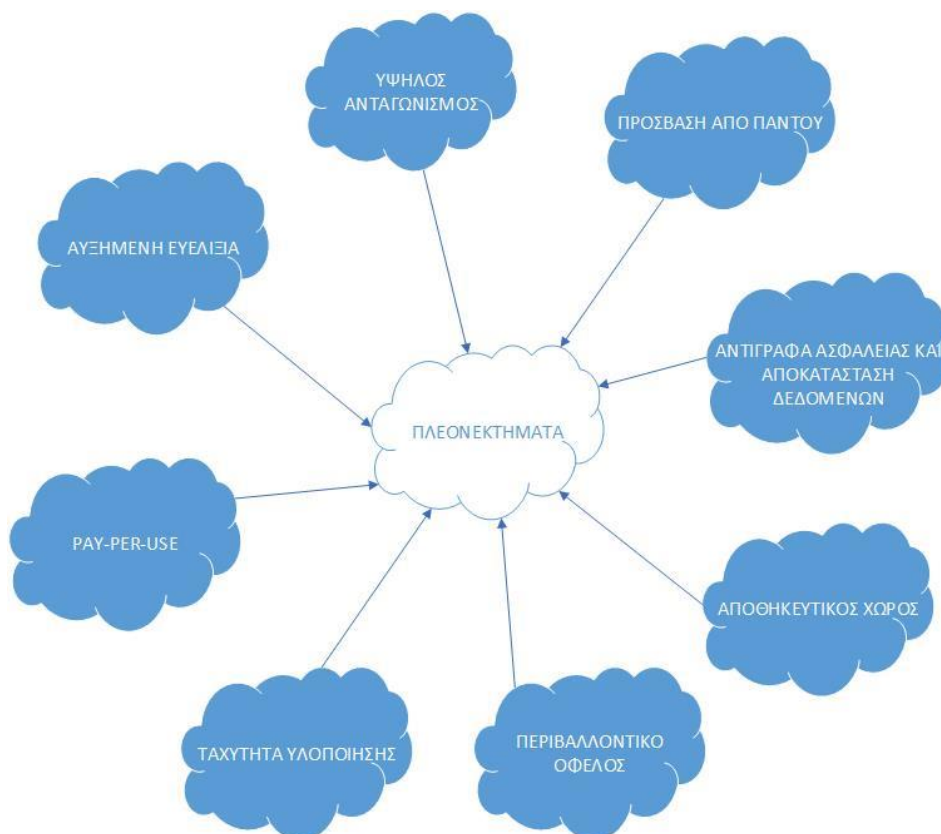 ΥΨΗΛΟΣ
ΑΝΤΑΓΩΝΙΣΜΟΣ
ΠΡΟΣΒΑΣΗ ΑΠΟ ΠΑΝΤΟΥ
ΑΥΞΗΜΕΝΗ ΕΥΕΛΙΞΙΑ
ΑΝΤΙΓΡΑΦΑ ΑΣΦΑΛΕΙΑΣ ΚΑΙ
ΑΠΟΚΑΤΑΣΤΑΣΗ
ΔΕΔΟΜΕΝΩΝ
ΠΛΕΟΝΕΚΤΗΜΑΤΑ
PAY-PER-USE
ΑΠΟΘΗΚΕΥΤΙΚΟΣ ΧΩΡΟΣ
ΤΑΧΥΤΗΤΑ ΥΛΟΠΟΙΗΣΗΣ
ΠΕΡΙΒΑΛΛΟΝΤΙΚΟ
ΟΦΕΛΟΣ